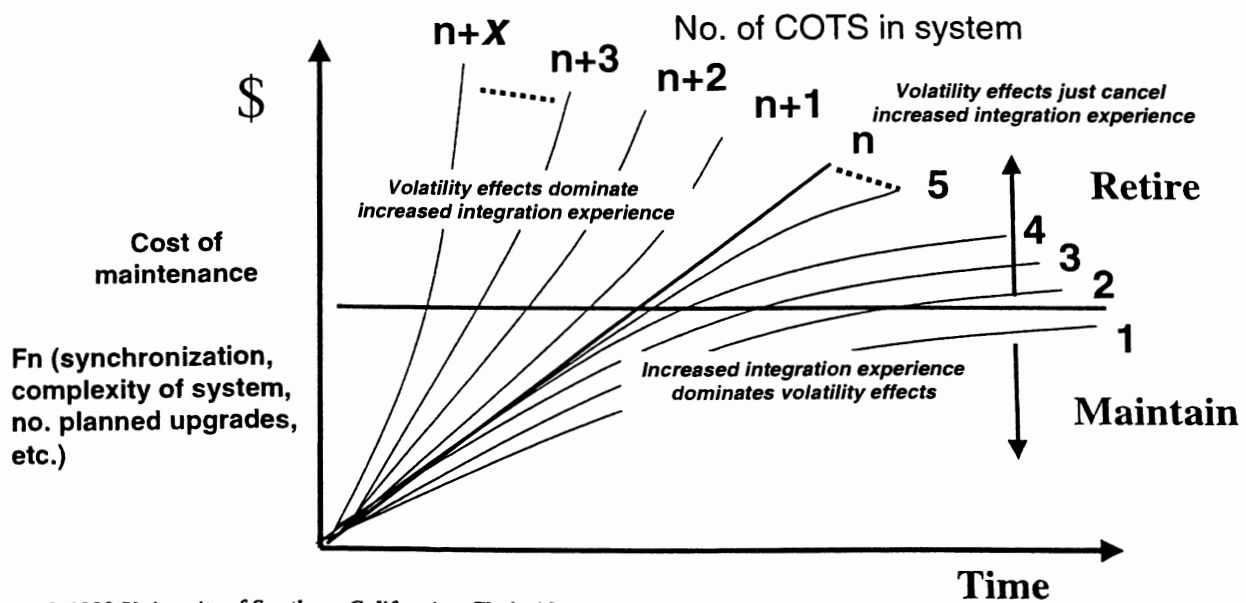 No. of COTS in system
n+x
n+3
n+2
n+1
n
5
4
3
2
1
$
Volatility effects just cancel
increased integration experience
Retire
Volatility effects dominate
increased integration experience
Cost of
maintenance
Fn (synchronization,
complexity of system,
no. planned upgrades,
etc.)
Increased integration experience
dominates volatility effects
Maintain
Time